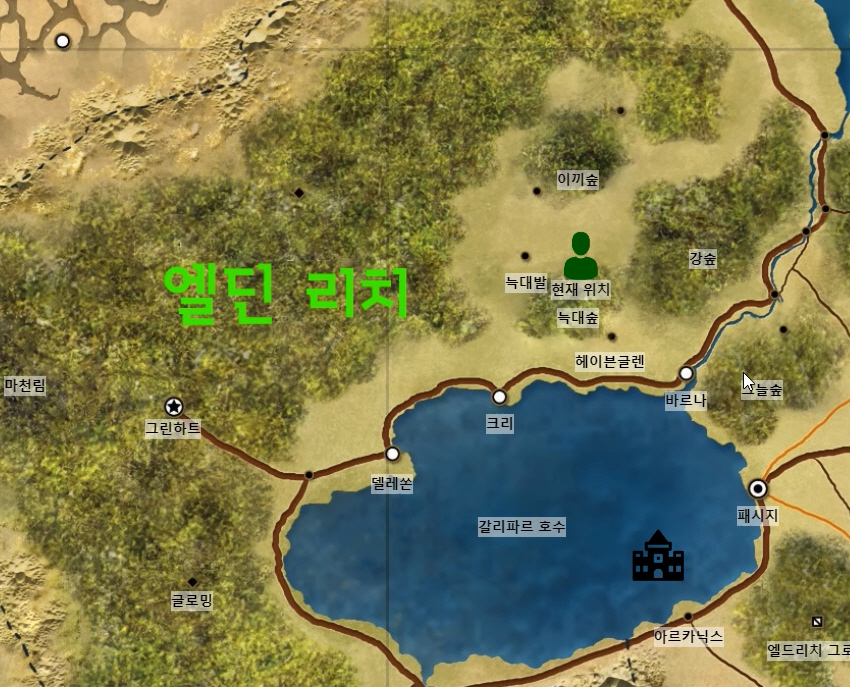 이끼숲
강숲
엘딘 리치
늑대발
현재 위치
늑대숲
헤이븐글렌
마천림
그늘숲
바르나
그린하트
크리
델레쏜
패시지
갈리파르 호수
글로밍
아르카닉스
엘드리치 그로